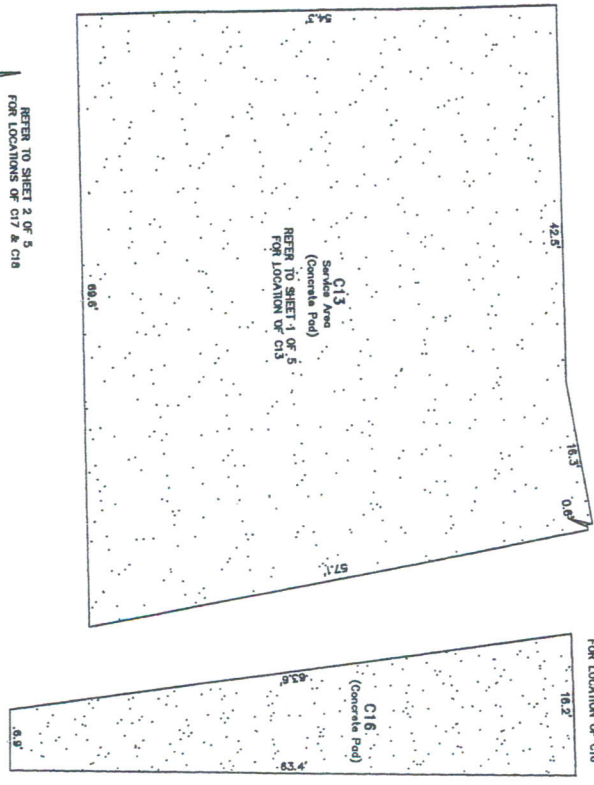 54.2'
42.5'
16.3'
0.6'
57.1'
69.6'
C13
Service Area
(Concrete Pad)
REFER TO SHEET 1 OF 5
FOR LOCATION OF C13
REFER TO SHEET 2 OF 5
FOR LOCATIONS OF C17 & C18
FOR LOCATION OF C16
16.2'
63.6'
C16
(Concrete Pad)
63.4'
6.9'